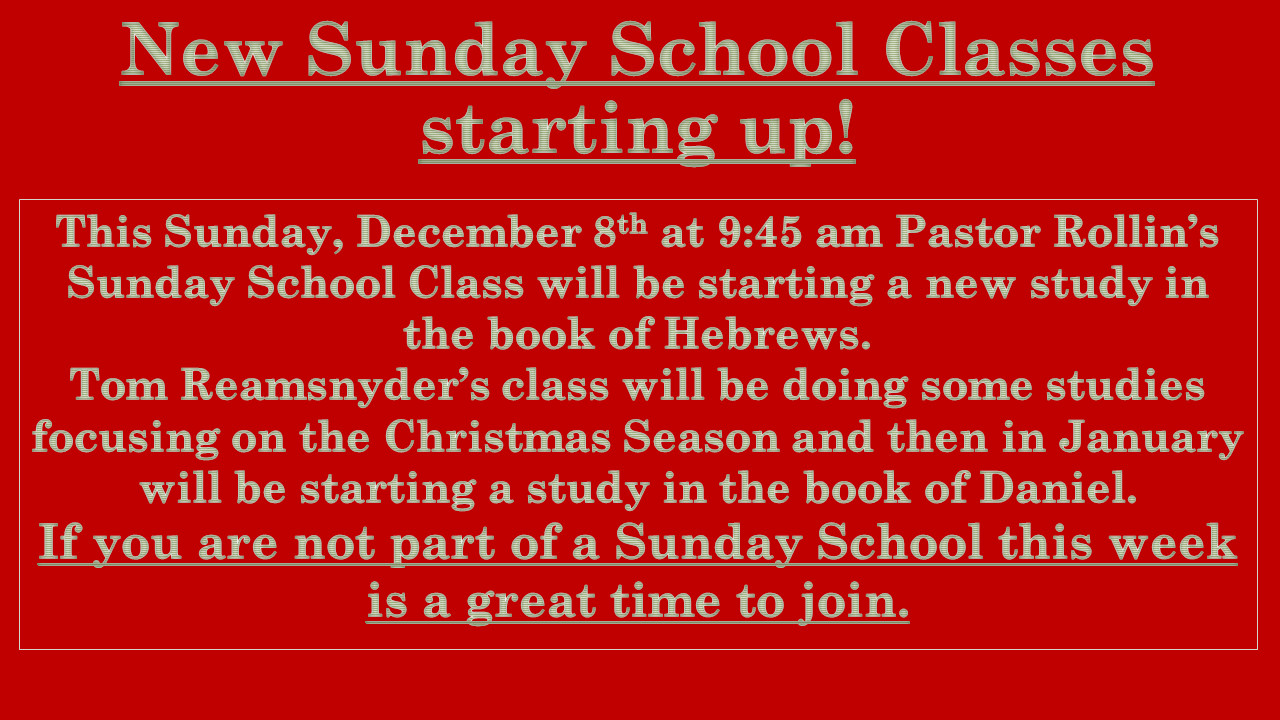 New Sunday School Classes
starting up!
This Sunday, December 8th at 9:45 am Pastor Rollin’s
Sunday School Class will be starting a new study in
the book of Hebrews.
Tom Reamsnyder’s class will be doing some studies
focusing on the Christmas Season and then in January
will be starting a study in the book of Daniel.
If you are not part of a Sunday School this week
is a great time to join.